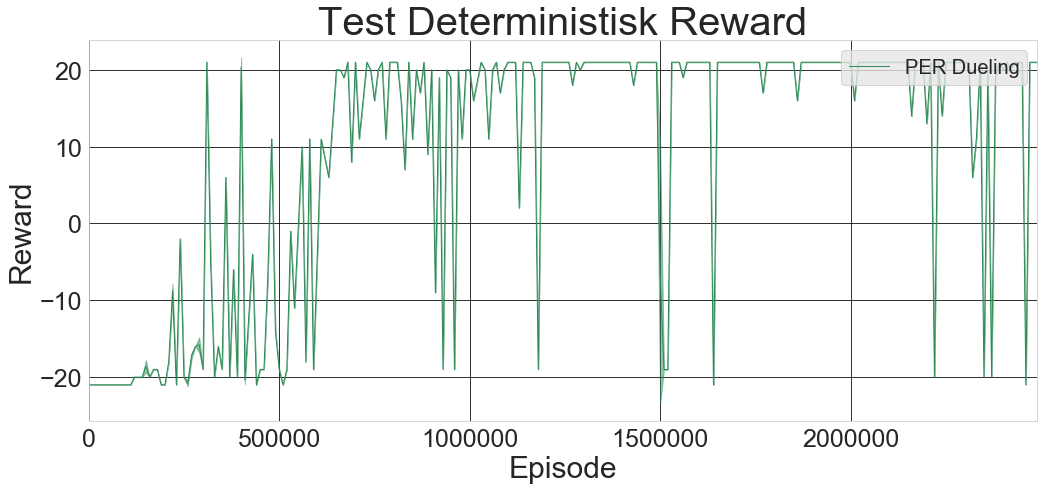 Test Deterministisk Reward
PER Dueling
Reward
20
10
0
−10
−20
0
500000
1000000
1500000
2000000
Episode